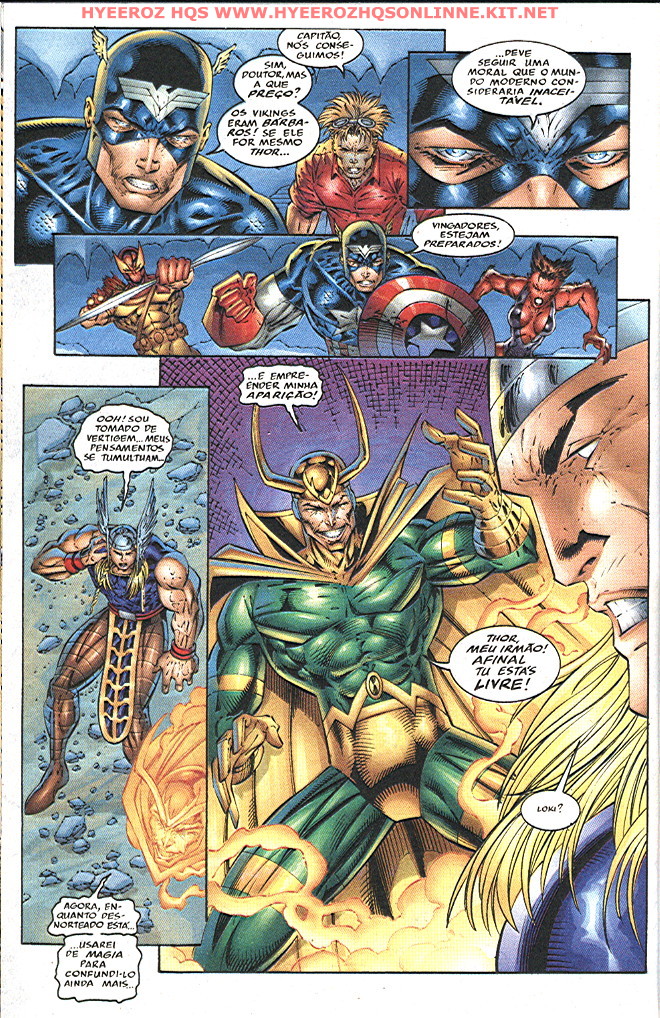 HYEEROZ HQS WWW.HYEEROZHQSONLINNE.KIT.NET
CAPITÃO,
NÓS CONSE-
GUIMOS!
SIM,
DOUTOR, MAS
A QUE
PREÇO?
OS VIKINGS
ERAM BÁRBA-
ROS! SE ELE
FOR MESMO
THOR...
...DEVE
SEGUIR UMA
MORAL QUE O MUN-
DO MODERNO CON-
SIDERARIA INACEI-
TÁVEL.
VINGADORES,
ESTEJAM
PREPARADOS!
OOH! SOU
TOMADO DE
VERTIGEM... MEUS
PENSAMENTOS
SE TUMULTUAM...
AGORA, EN-
QUANTO DES-
NORTEADO ESTÁ...
...USAREI
DE MAGIA
PARA
CONFUNDI-LO
AINDA MAIS...
...E EMPRE-
ENDER MINHA
APARIÇÃO!
THOR,
MEU IRMÃO!
AFINAL
TU ESTÁS
LIVRE!
LOKI?